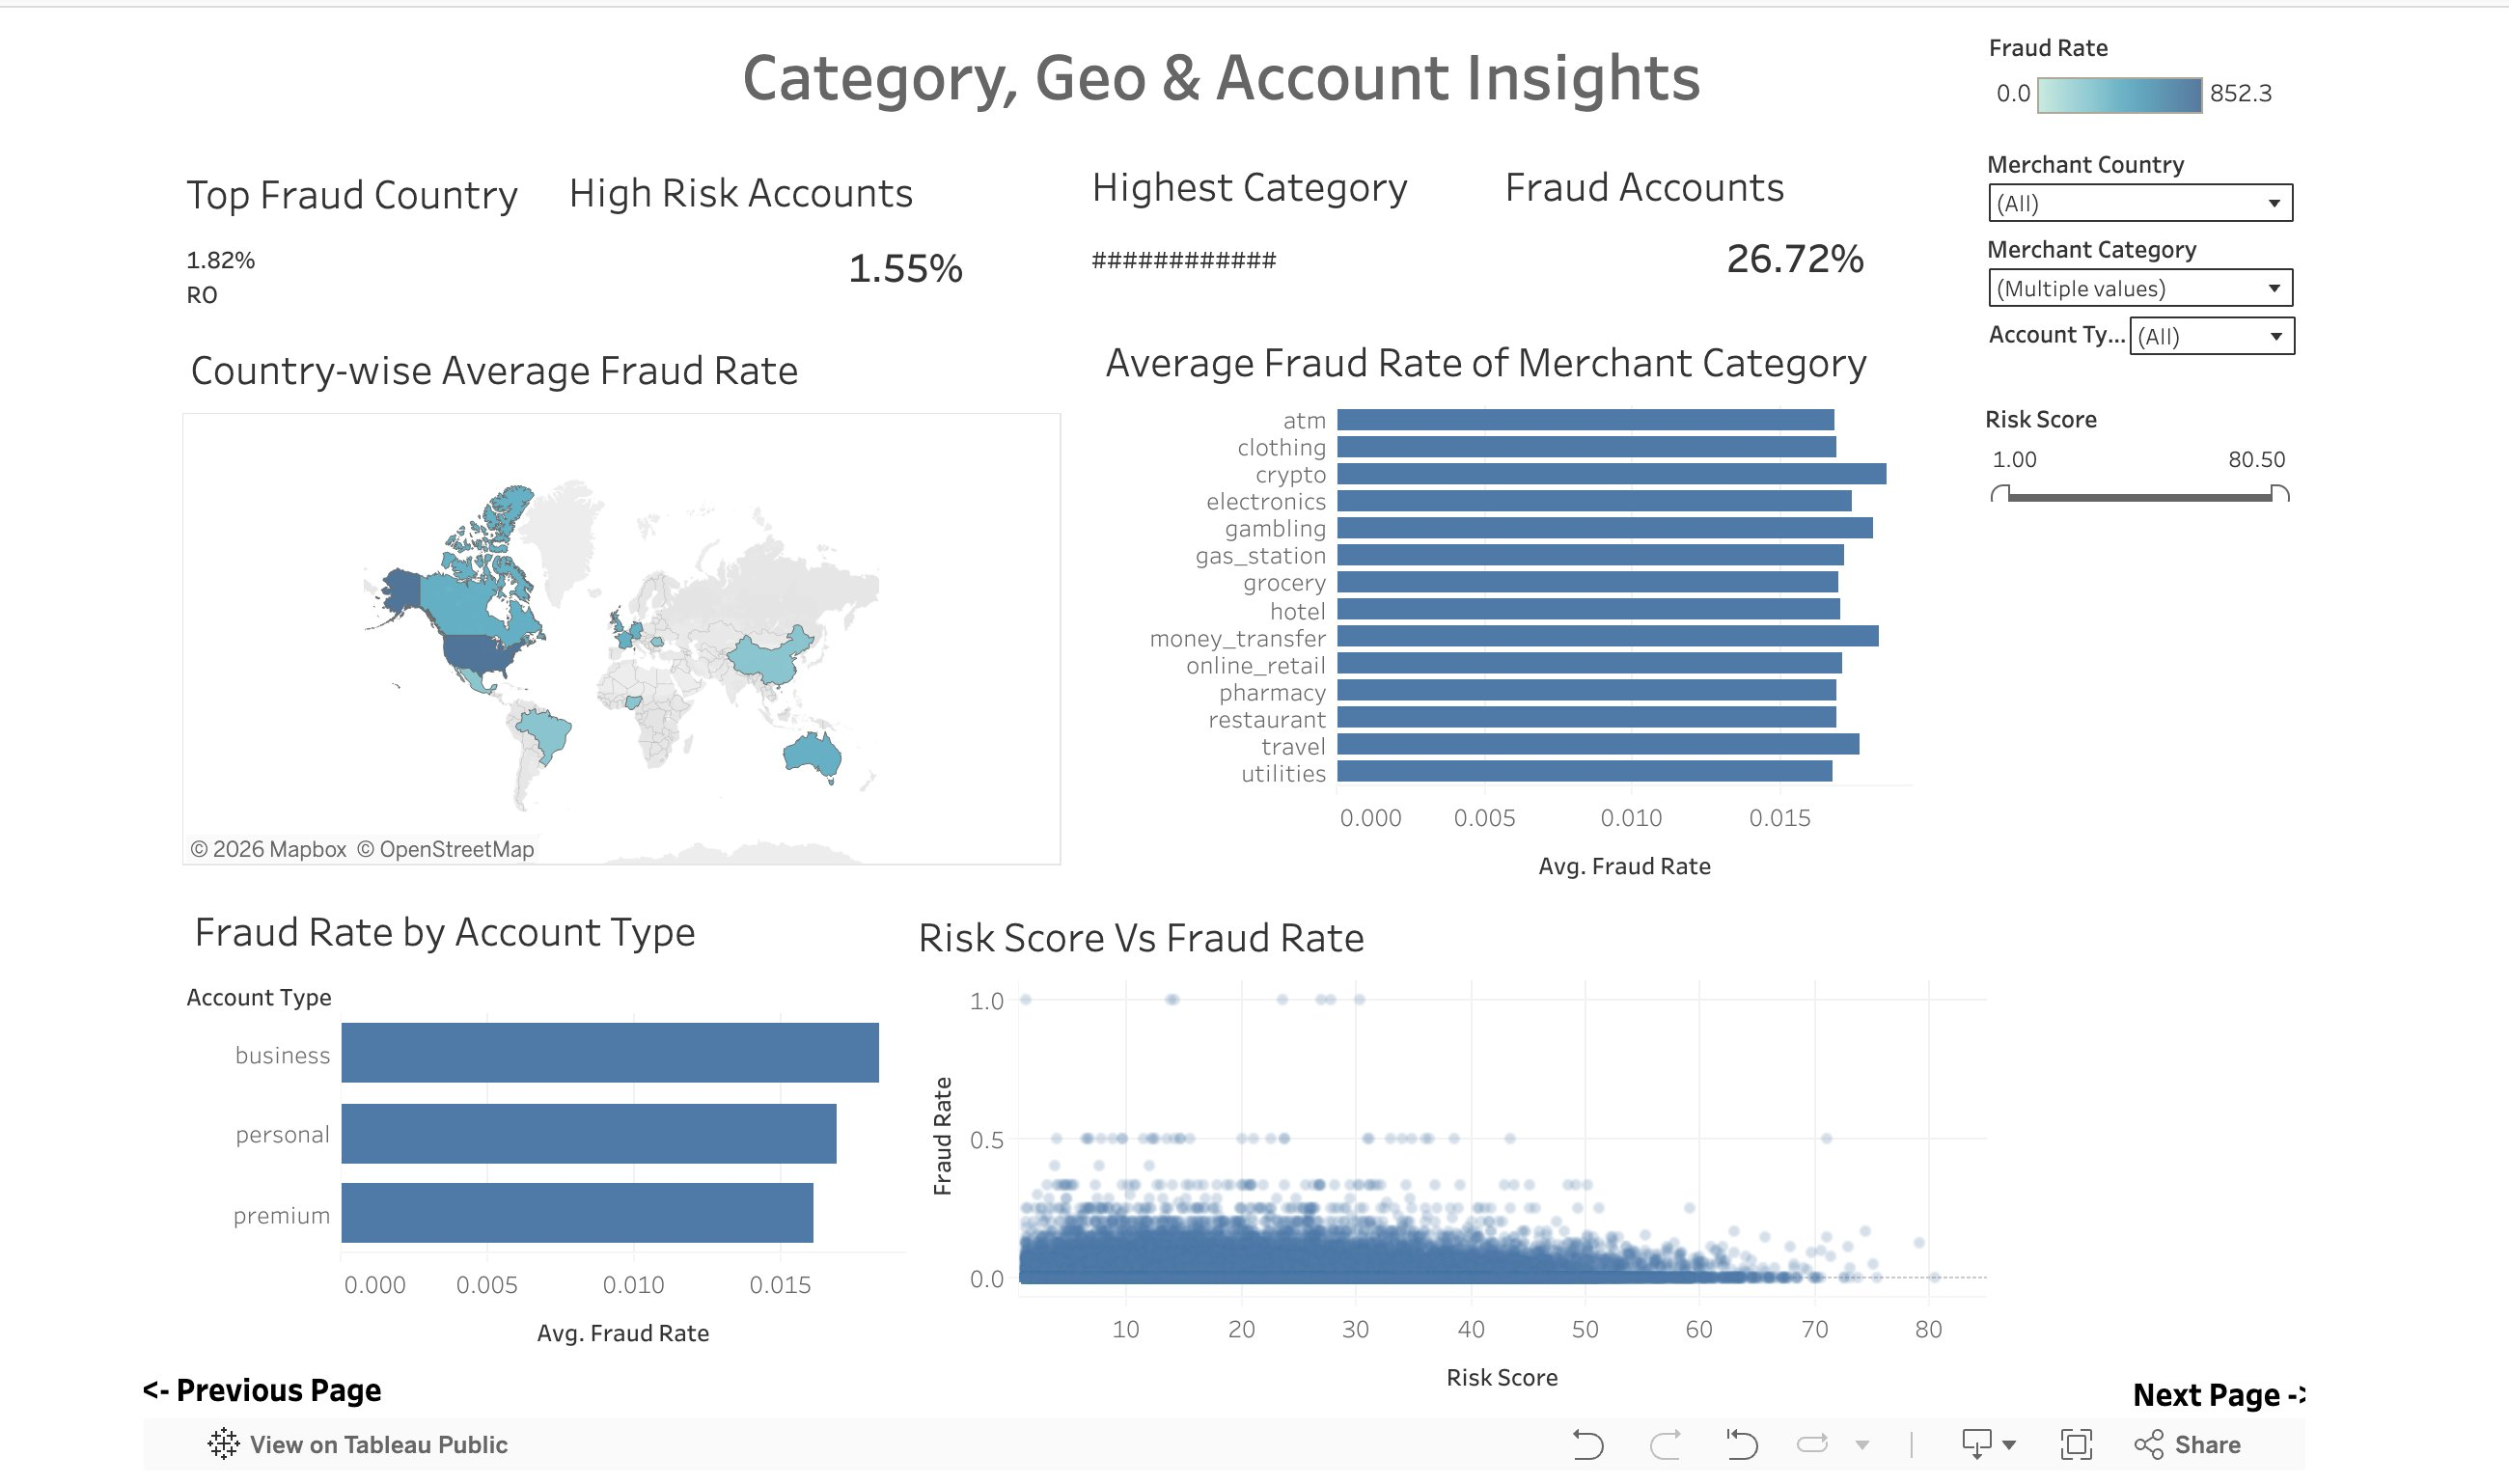 Category, Geo & Account Insights
Fraud Rate
0.0 852.3
Merchant Country
(All)
Merchant Category
(Multiple values)
Account Ty... (All)
Risk Score
1.00 80.50
Top Fraud Country
1.82%
RO
High Risk Accounts
1.55%
Highest Category
############
Fraud Accounts
26.72%
Country-wise Average Fraud Rate
© 2026 Mapbox © OpenStreetMap
Average Fraud Rate of Merchant Category
atm
clothing
crypto
electronics
gambling
gas_station
grocery
hotel
money_transfer
online_retail
pharmacy
restaurant
travel
utilities
0.000 0.005 0.010 0.015
Avg. Fraud Rate
Fraud Rate by Account Type
Account Type
business
personal
premium
0.000 0.005 0.010 0.015
Avg. Fraud Rate
Risk Score Vs Fraud Rate
Fraud Rate
1.0
0.5
0.0
10 20 30 40 50 60 70 80
Risk Score
<- Previous Page
Next Page ->
View on Tableau Public
Share